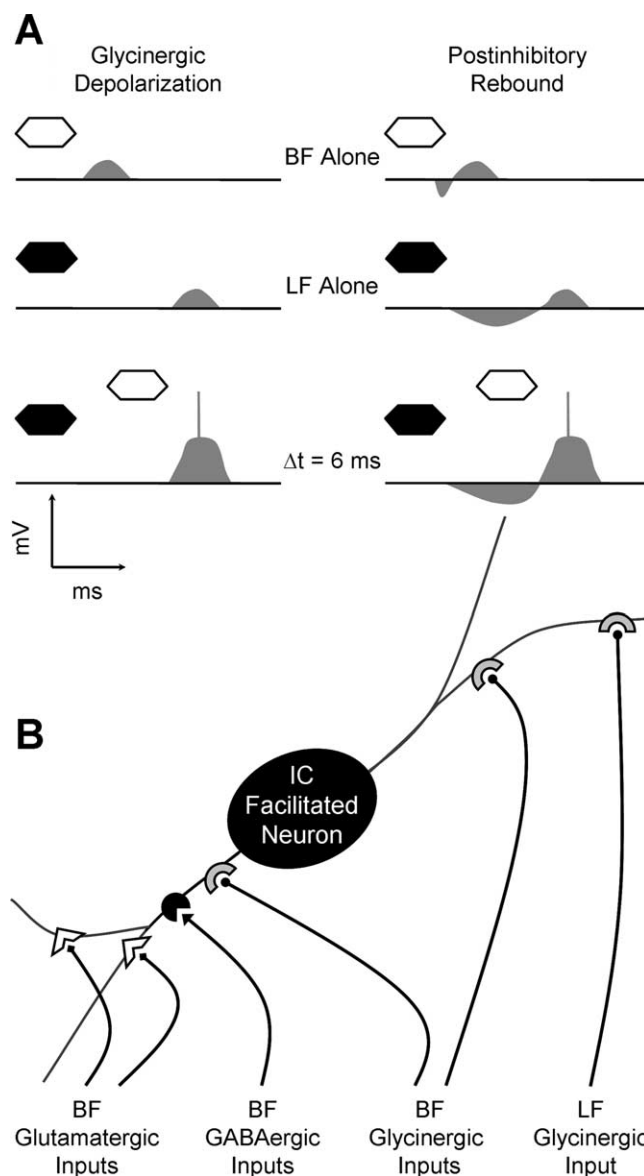 A
Glycinergic
Depolarization
Postinhibitory
Rebound
BF Alone
LF Alone
Δt = 6 ms
mV
ms
B
IC
Facilitated
Neuron
BF
Glutamatergic
Inputs
BF
GABAergic
Inputs
BF
Glycinergic
Inputs
LF
Glycinergic
Input